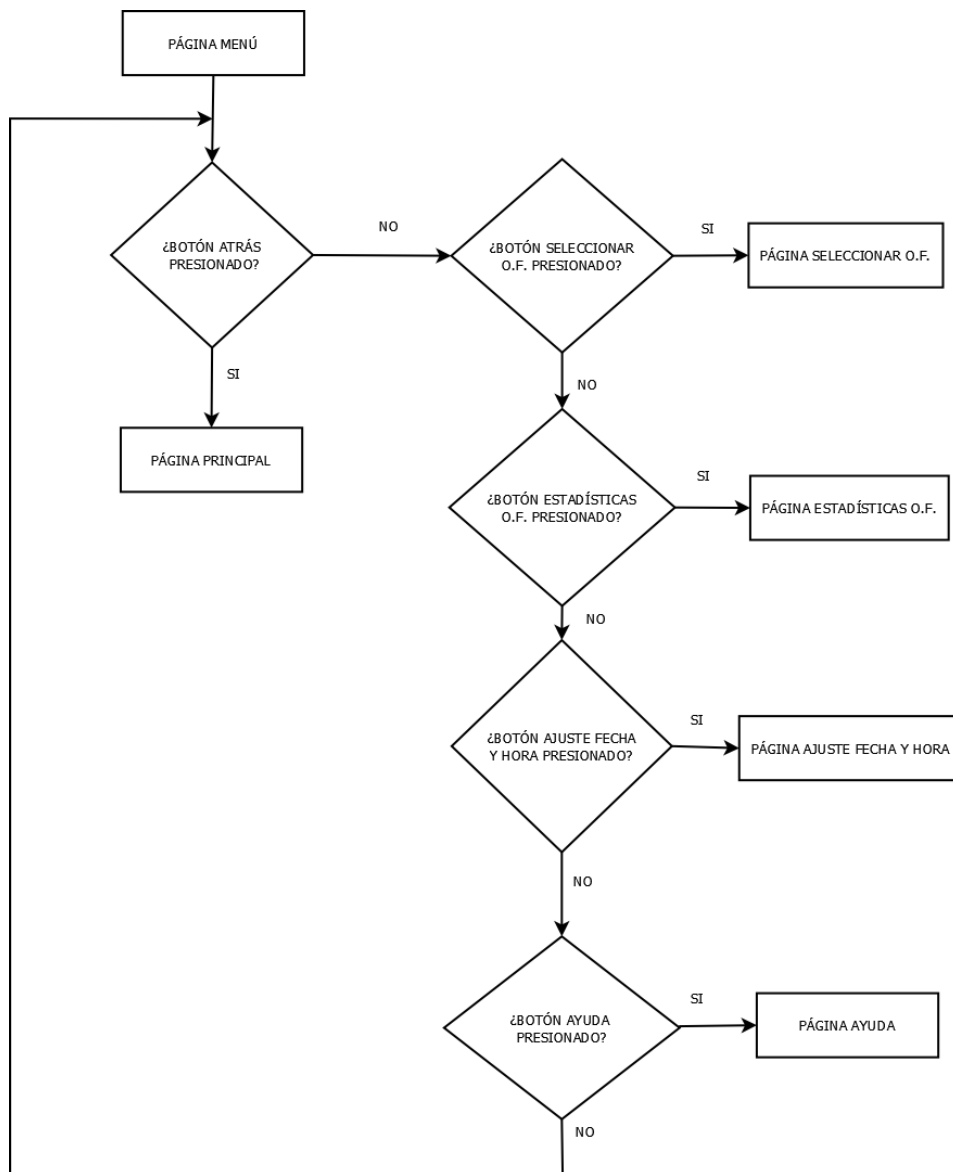 PÁGINA MENÚ
¿BOTÓN ATRÁS
PRESIONADO?
NO
SI
PÁGINA PRINCIPAL
¿BOTÓN SELECCIONAR
O.F. PRESIONADO?
SI
PÁGINA SELECCIONAR O.F.
NO
¿BOTÓN ESTADÍSTICAS
O.F. PRESIONADO?
SI
PÁGINA ESTADÍSTICAS O.F.
NO
¿BOTÓN AJUSTE FECHA
Y HORA PRESIONADO?
SI
PÁGINA AJUSTE FECHA Y HORA
NO
¿BOTÓN AYUDA
PRESIONADO?
SI
PÁGINA AYUDA
NO